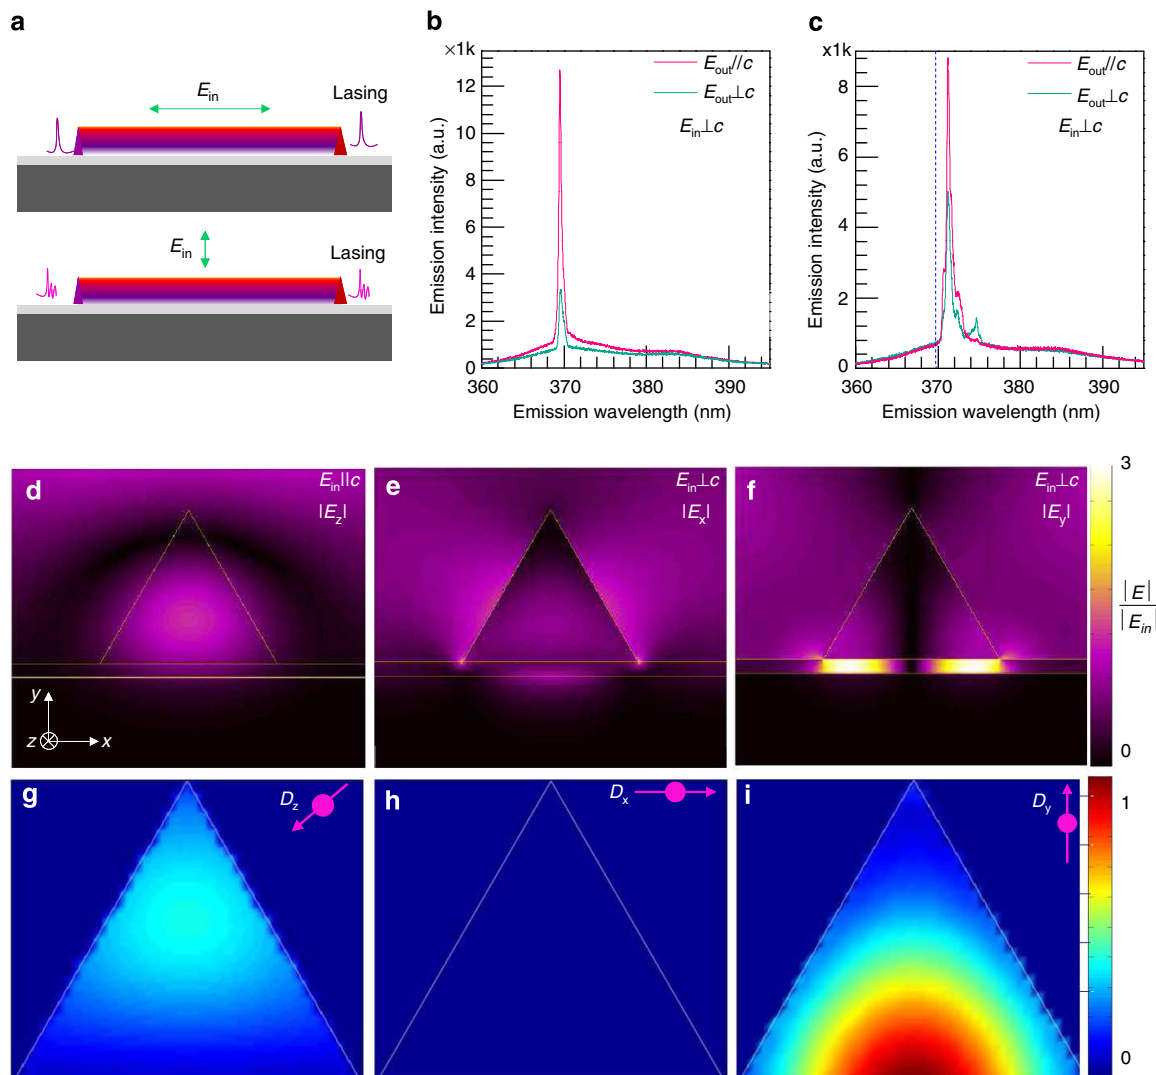 a
E_in
Lasing
E_in
Lasing
b
×1k
E_out//c
E_out⊥c
E_in⊥c
12
10
8
6
4
2
0
Emission intensity (a.u.)
360 370 380 390
Emission wavelength (nm)
c
x1k
E_out//c
E_out⊥c
E_in⊥c
8
6
4
2
0
Emission intensity (a.u.)
360 370 380 390
Emission wavelength (nm)
d
E_in||c
|E_z|
y
z
x
e
E_in⊥c
|E_x|
f
E_in⊥c
|E_y|
3
|E|
|E_in|
0
g
D_z
h
D_x
i
D_y
1
0